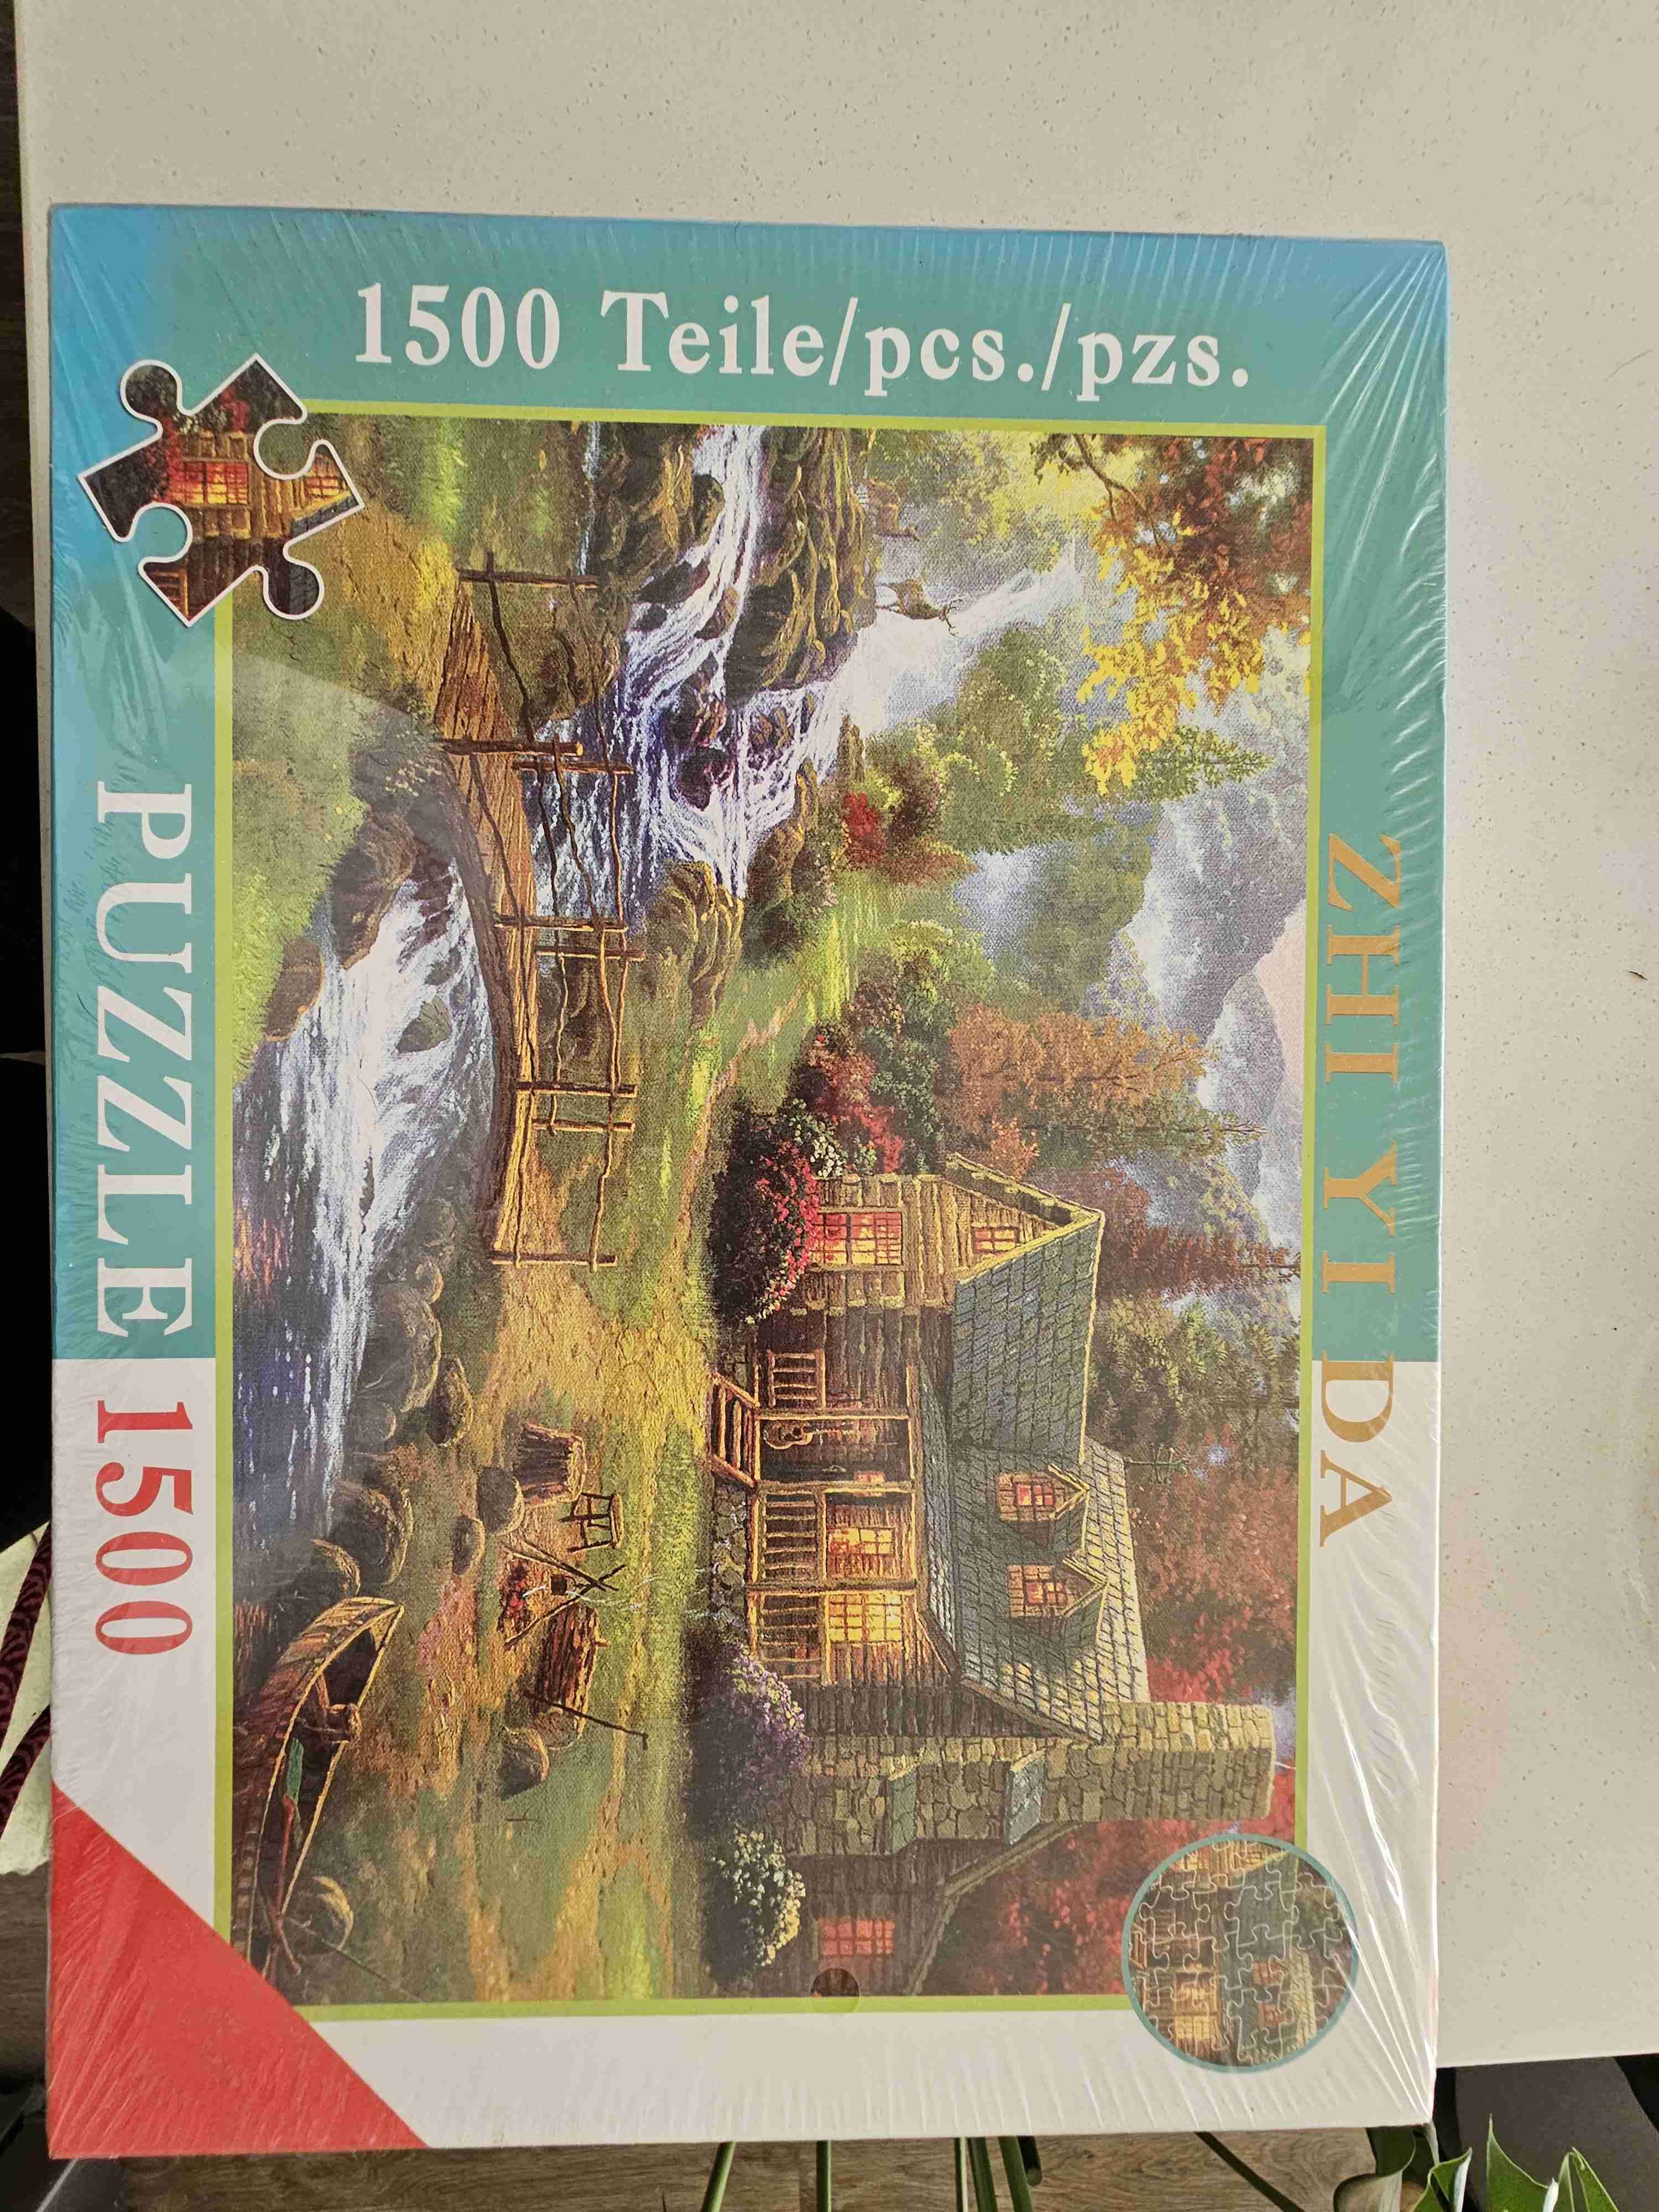 ZHI YI DA
1500 Teile/pcs./pzs.
PUZZLE 1500